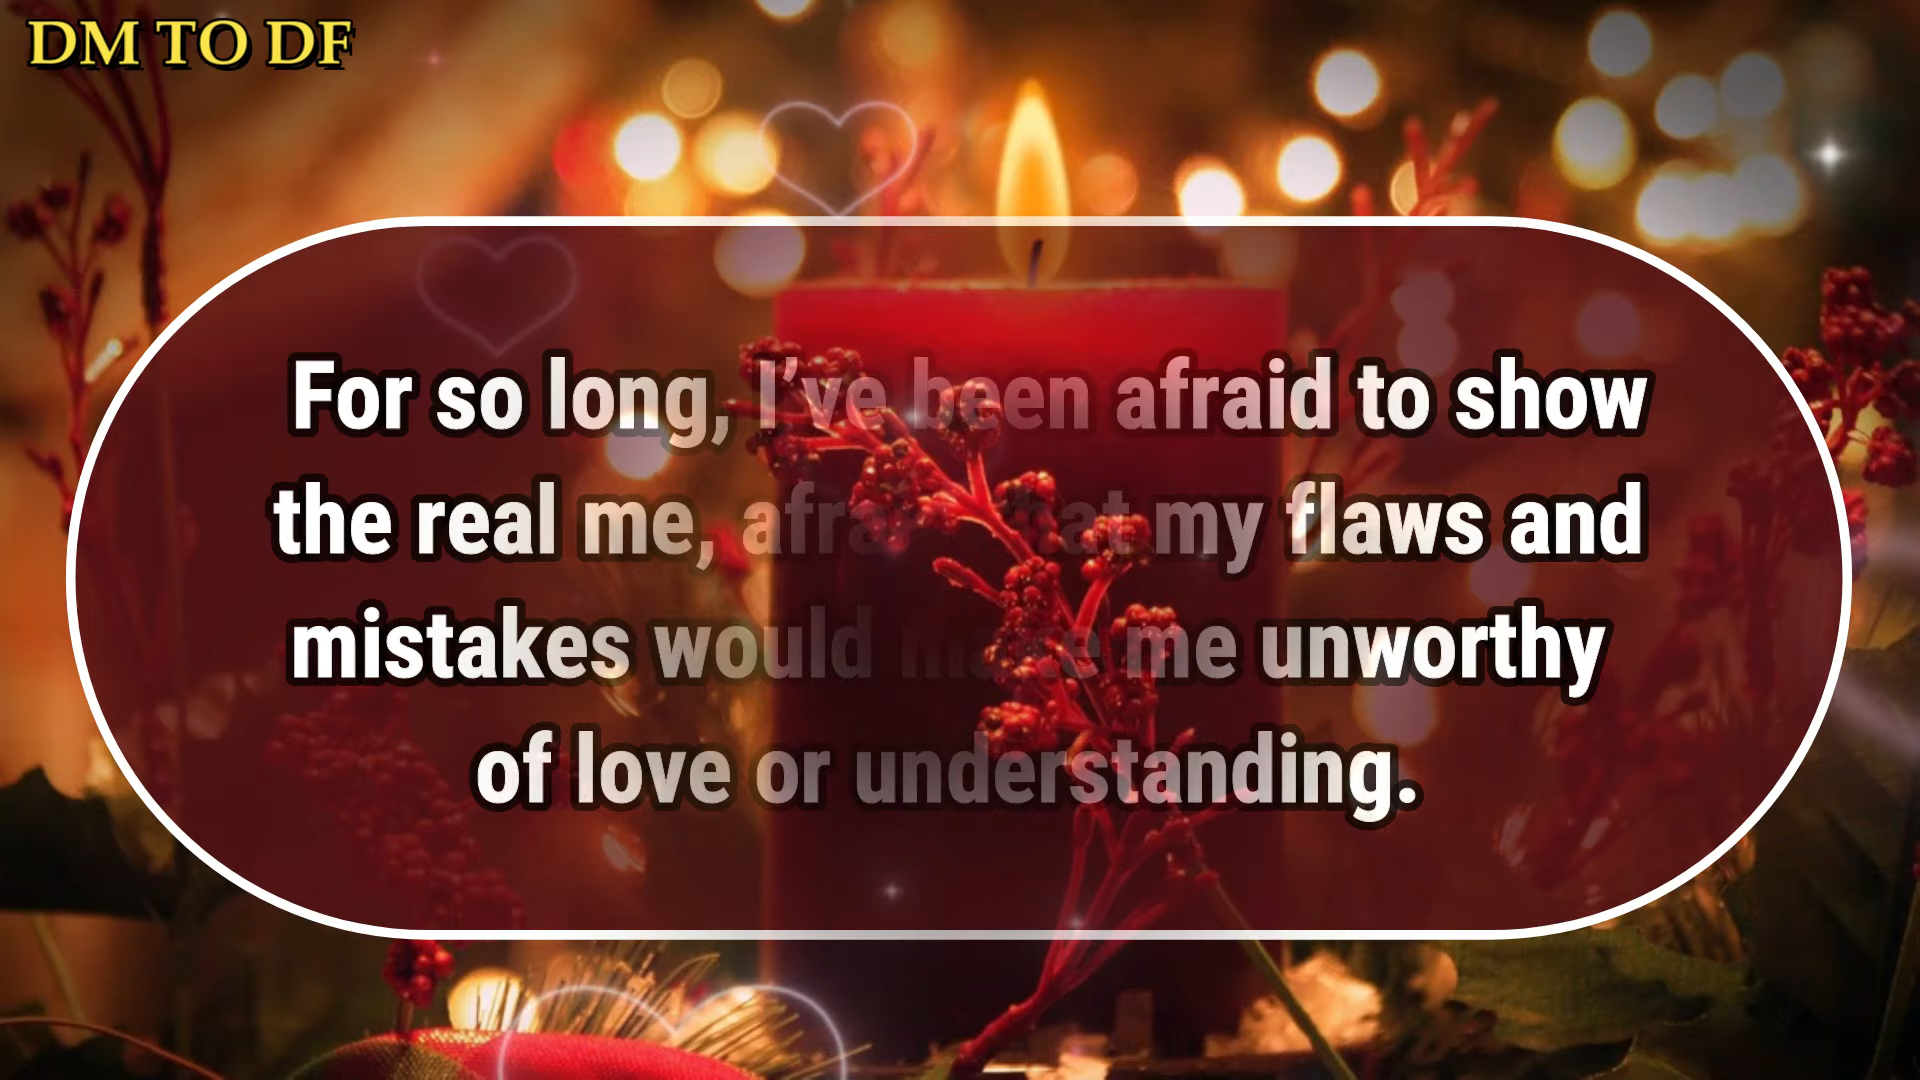 DM TO DF
For so long, I've been afraid to show
the real me, afraid that my flaws and
mistakes would make me unworthy
of love or understanding.